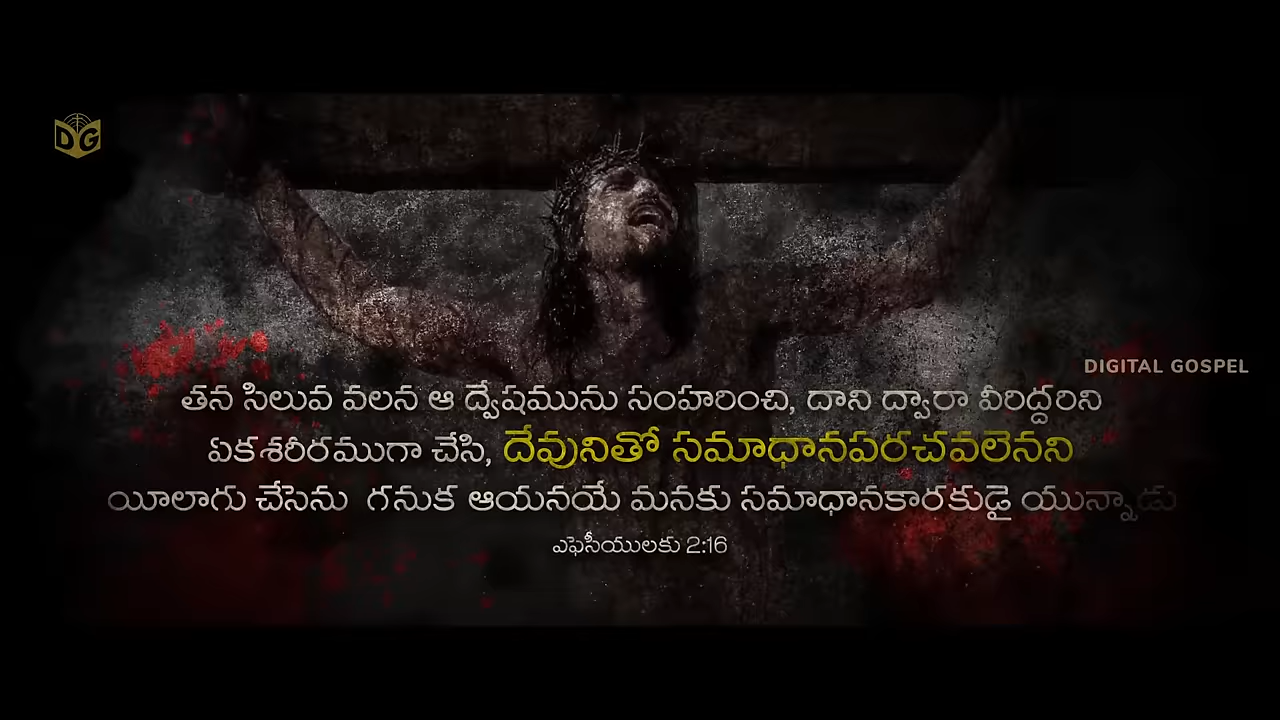 DG
DIGITAL GOSPEL
తన సిలువ వలన ఆ ద్వేషమును సంహరించి, దాని ద్వారా వీరిద్దరిని
ఏకశరీరముగా చేసి, దేవునితో సమాధానపరచవలెనని
యీలాగు చేసెను గనుక ఆయనయే మనకు సమాధానకారకుడై యున్నాడు
ఎఫెసీయులకు 2:16